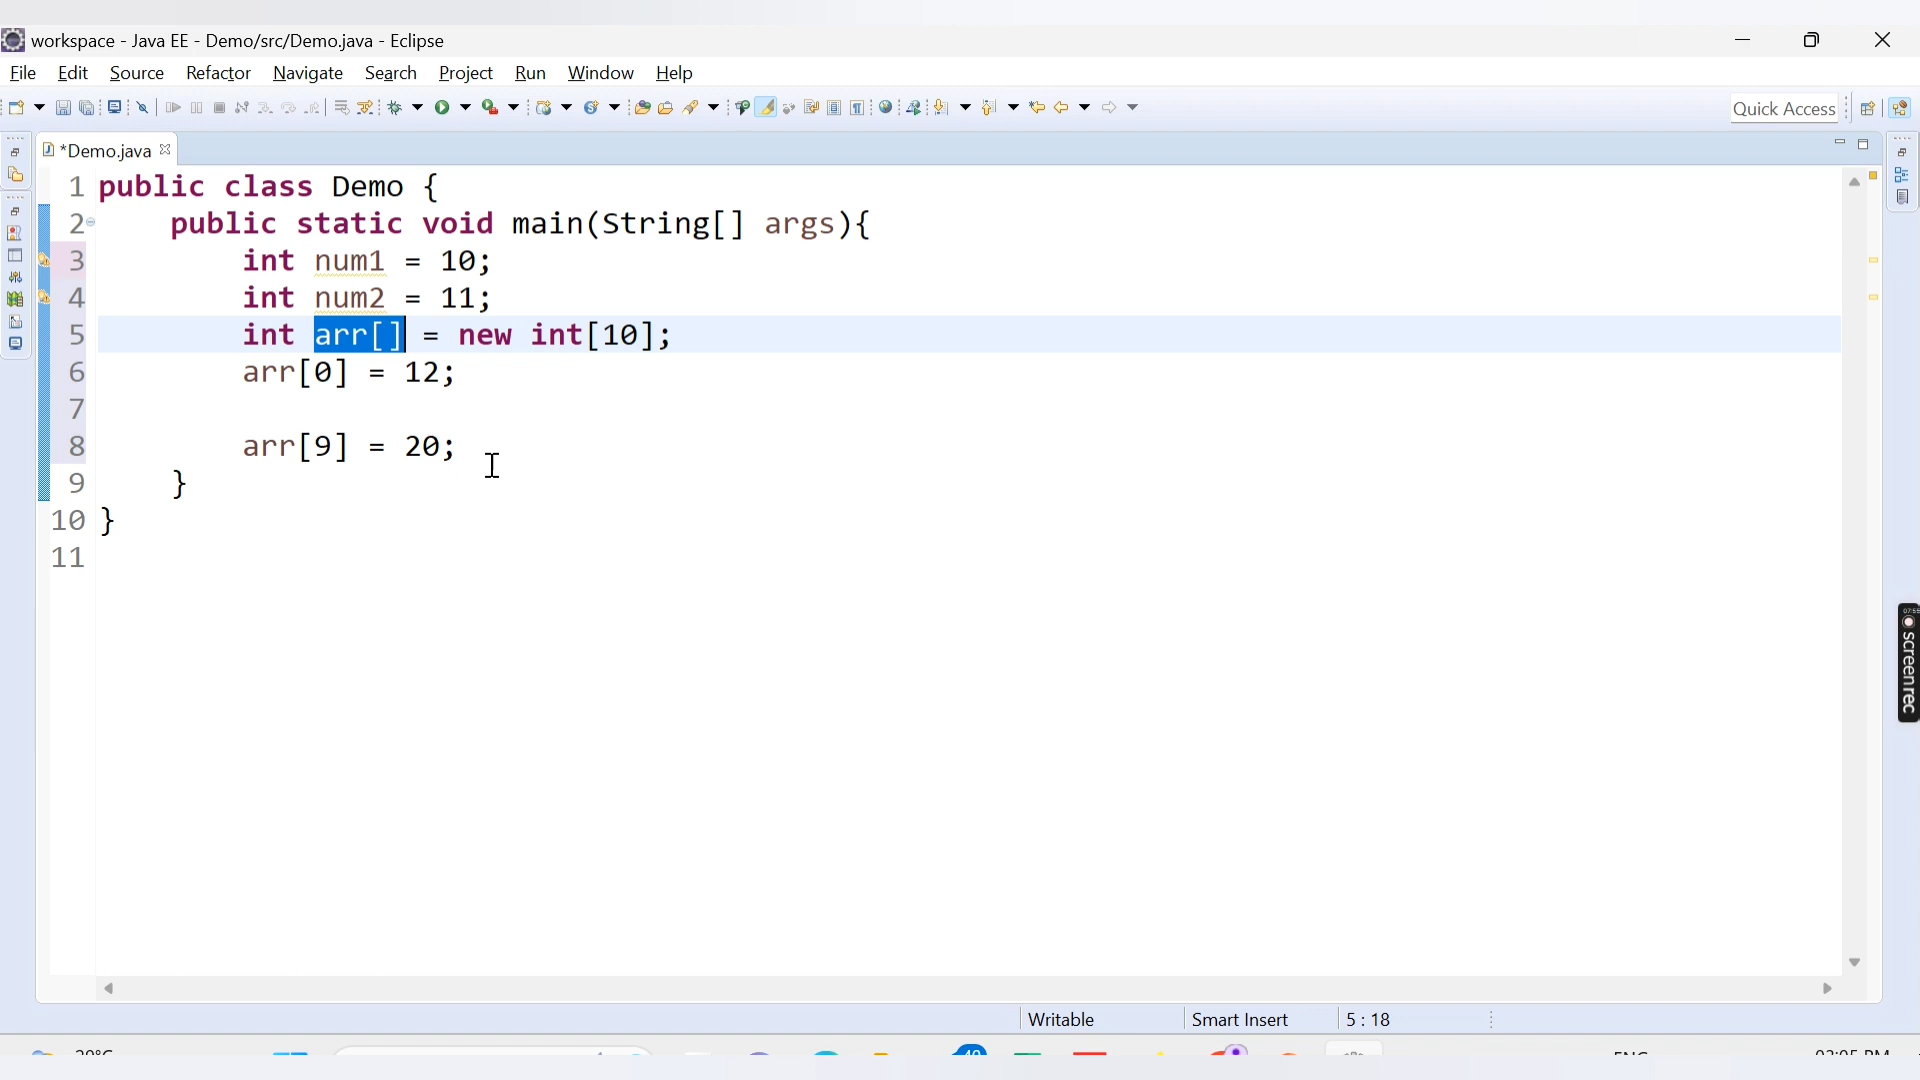 workspace - Java EE - Demo/src/Demo.java - Eclipse
File Edit Source Refactor Navigate Search Project Run Window Help
Quick Access
*Demo.java
1 public class Demo {
2 public static void main(String[] args){
3 int num1 = 10;
4 int num2 = 11;
5 int arr[] = new int[10];
6 arr[0] = 12;
7
8 arr[9] = 20;
9 }
10 }
11
screenrec
Writable Smart Insert 5 : 18